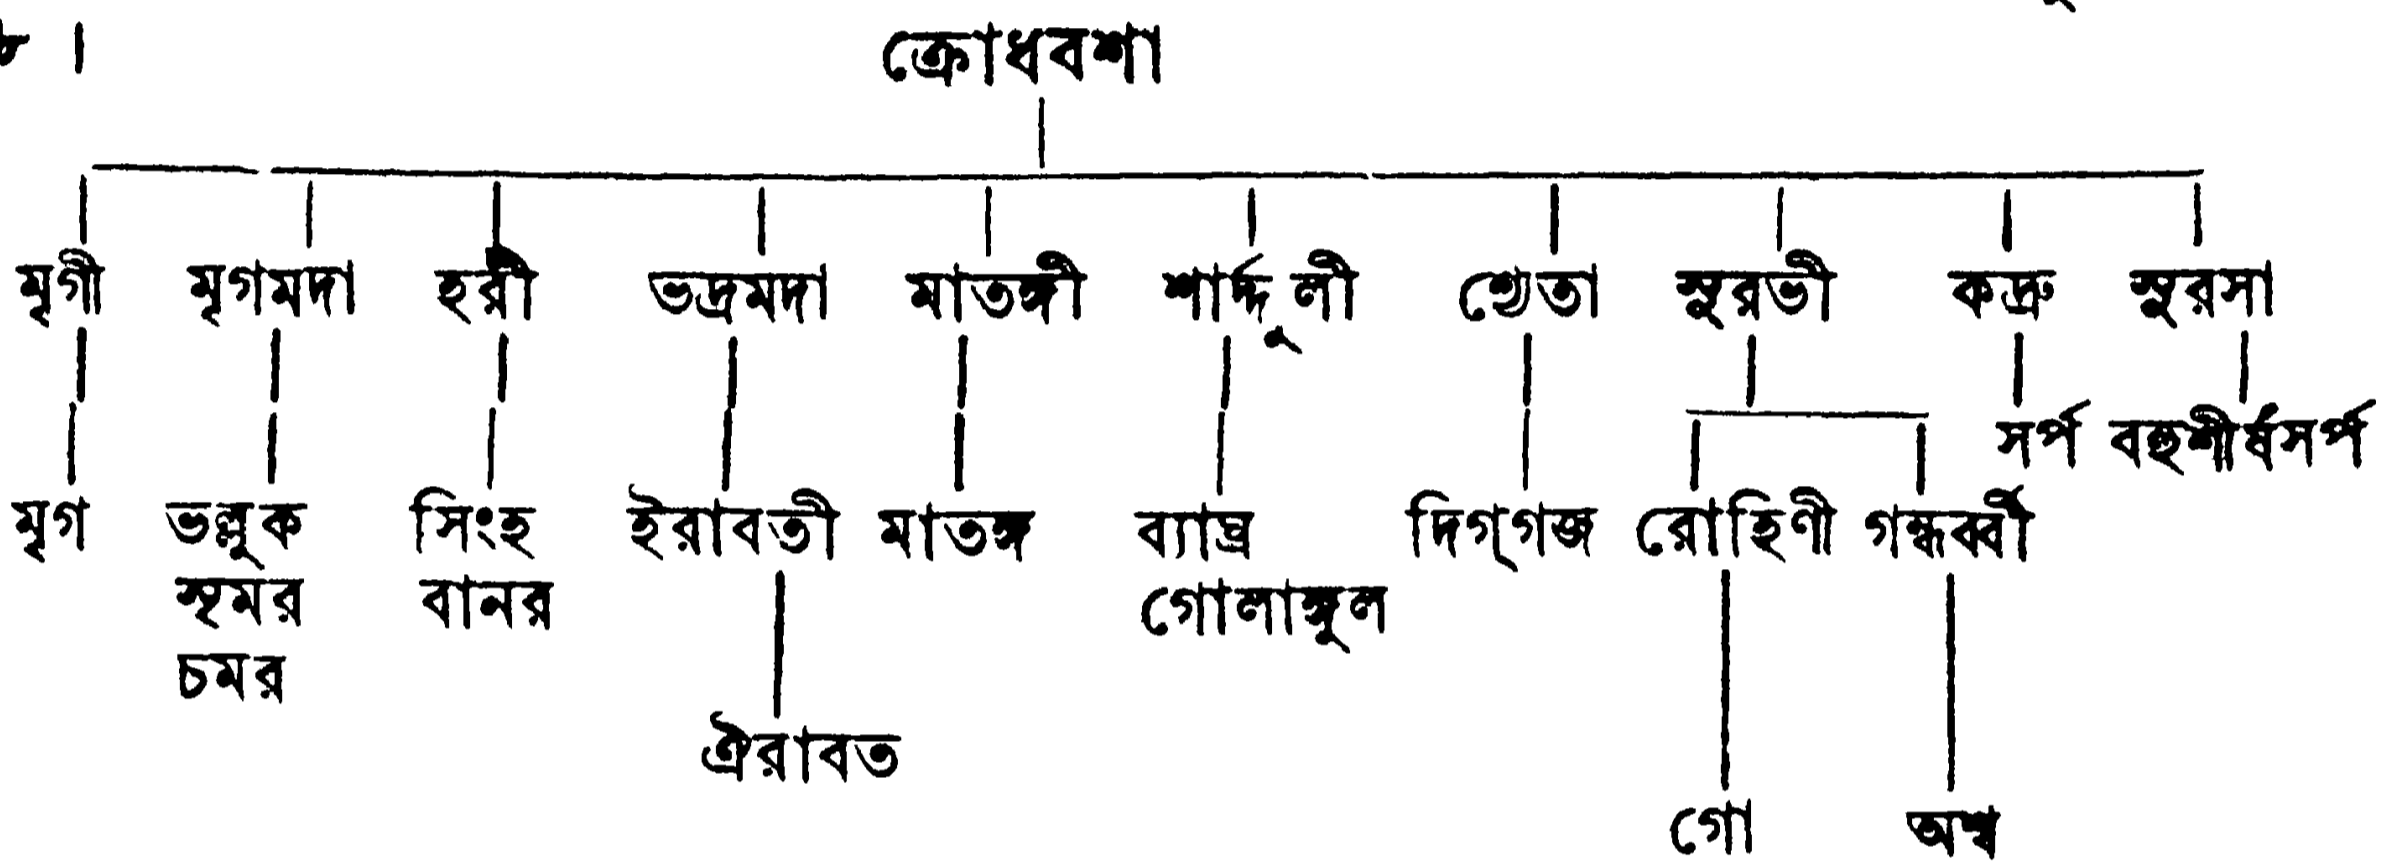 ৮ । ক্রোধবশা
মৃগী মৃগমদা হরী ভদ্রমদা মাতঙ্গী শার্দ্দূলী শ্যেতা সুরভী কদ্রু সুরসা
সর্প বহুশীর্ষসর্প
মৃগ ভল্লুক সিংহ ইরাবতী মাতঙ্গ ব্যাঘ্র দিগ্‌গজ রোহিণী গন্ধর্ব্বী
সৃমর বানর গোলাঙ্গুল
চমর
ঐরাবত
গো অশ্ব